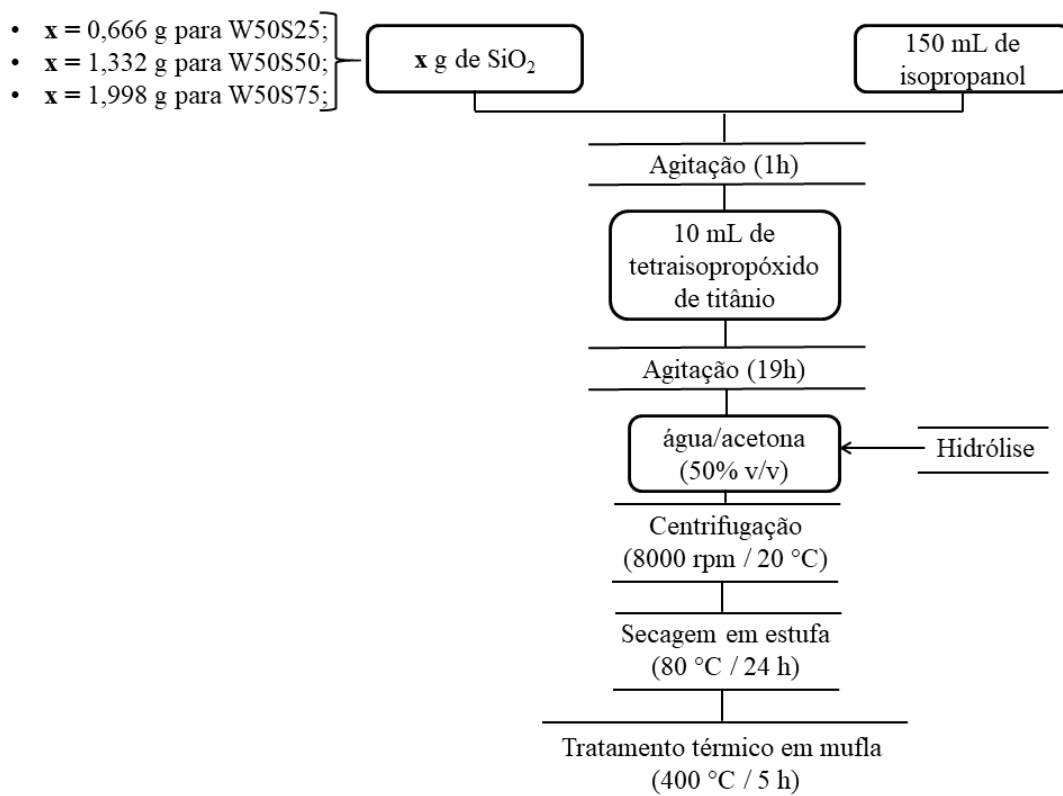 • x = 0,666 g para W50S25;
• x = 1,332 g para W50S50;
• x = 1,998 g para W50S75;
x g de SiO₂
150 mL de
isopropanol
Agitação (1h)
10 mL de
tetraisopropóxido
de titânio
Agitação (19h)
água/acetona
(50% v/v)
Hidrólise
Centrifugação
(8000 rpm / 20 °C)
Secagem em estufa
(80 °C / 24 h)
Tratamento térmico em mufla
(400 °C / 5 h)